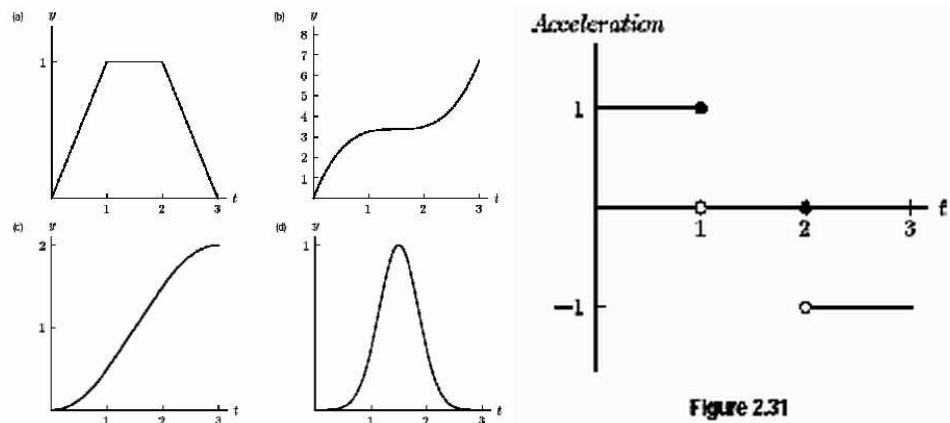 (a) y
1
1 2 3 t
(b) y
8
7
6
5
4
3
2
1
1 2 3 t
(c) y
2
1
1 2 3 t
(d) y
1
1 2 3 t
Acceleration
1
1 2 3 t
−1
Figure 2.31